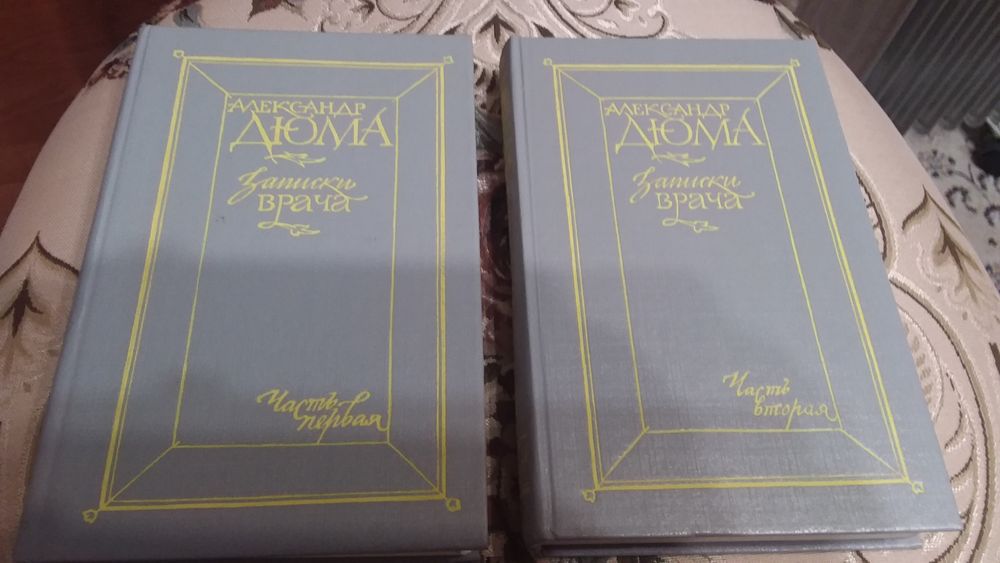 Александр
Дюма́
Записки
врача
Часть
первая
Александр
Дюма́
Записки
врача
Часть
вторая